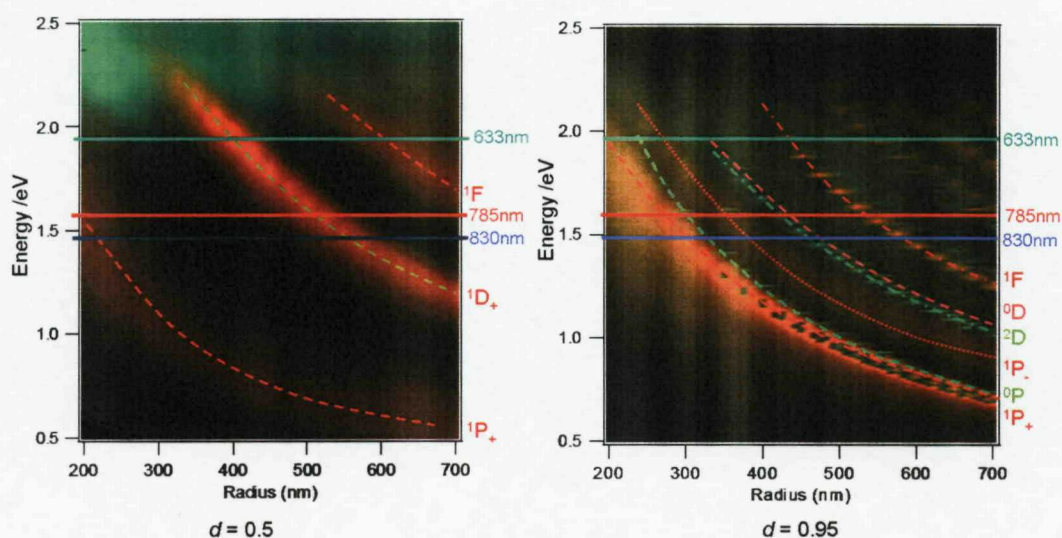 2.5
2.0
1.5
1.0
0.5
Energy /eV
200 300 400 500 600 700
Radius (nm)
633nm
¹F
785nm
830nm
¹D₊
¹P₊
d = 0.5
2.5
2.0
1.5
1.0
0.5
Energy /eV
200 300 400 500 600 700
Radius (nm)
633nm
785nm
830nm
¹F
⁰D
²D
¹P₋
⁰P
¹P₊
d = 0.95